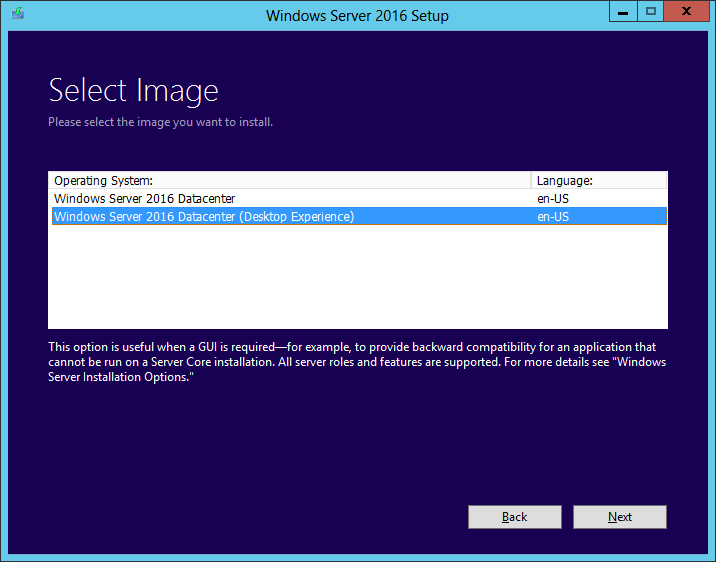 Windows Server 2016 Setup
Select Image
Please select the image you want to install.
Operating System: Language:
Windows Server 2016 Datacenter en-US
Windows Server 2016 Datacenter (Desktop Experience) en-US
This option is useful when a GUI is required—for example, to provide backward compatibility for an application that
cannot be run on a Server Core installation. All server roles and features are supported. For more details see "Windows
Server Installation Options."
Back Next